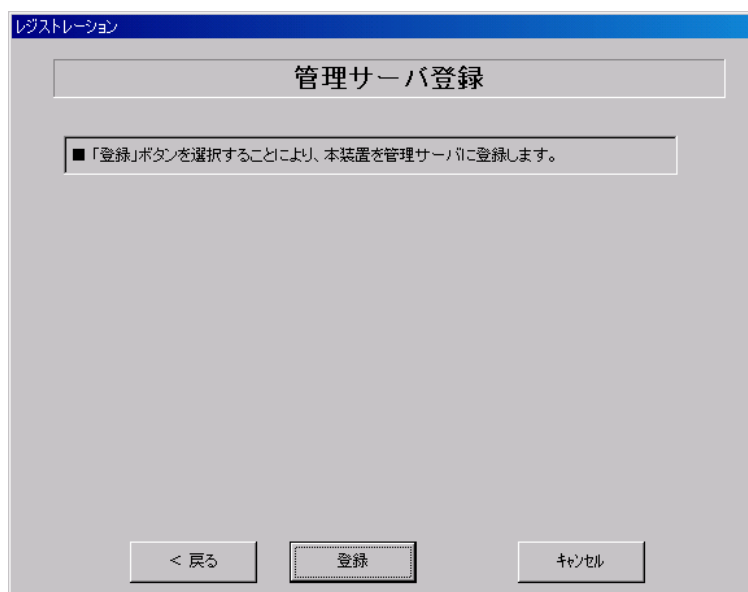 レジストレーション
管理サーバ登録
■「登録」ボタンを選択することにより、本装置を管理サーバに登録します。
< 戻る
登録
キャンセル